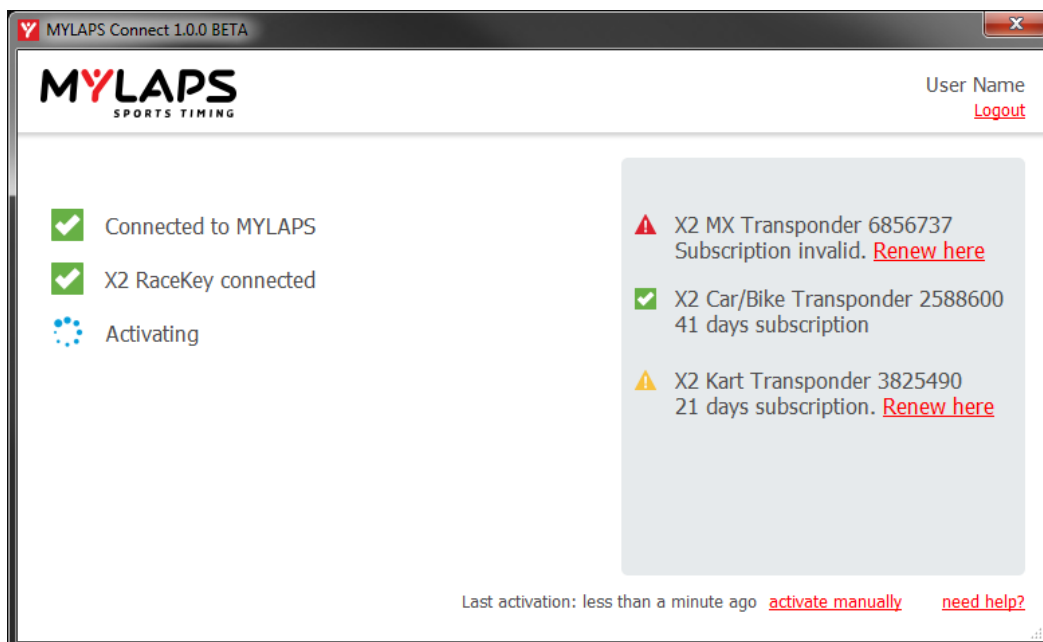 MYLAPS Connect 1.0.0 BETA
MYLAPS
SPORTS TIMING
User Name
Logout
Connected to MYLAPS
X2 RaceKey connected
Activating
X2 MX Transponder 6856737
Subscription invalid. Renew here
X2 Car/Bike Transponder 2588600
41 days subscription
X2 Kart Transponder 3825490
21 days subscription. Renew here
Last activation: less than a minute ago activate manually need help?